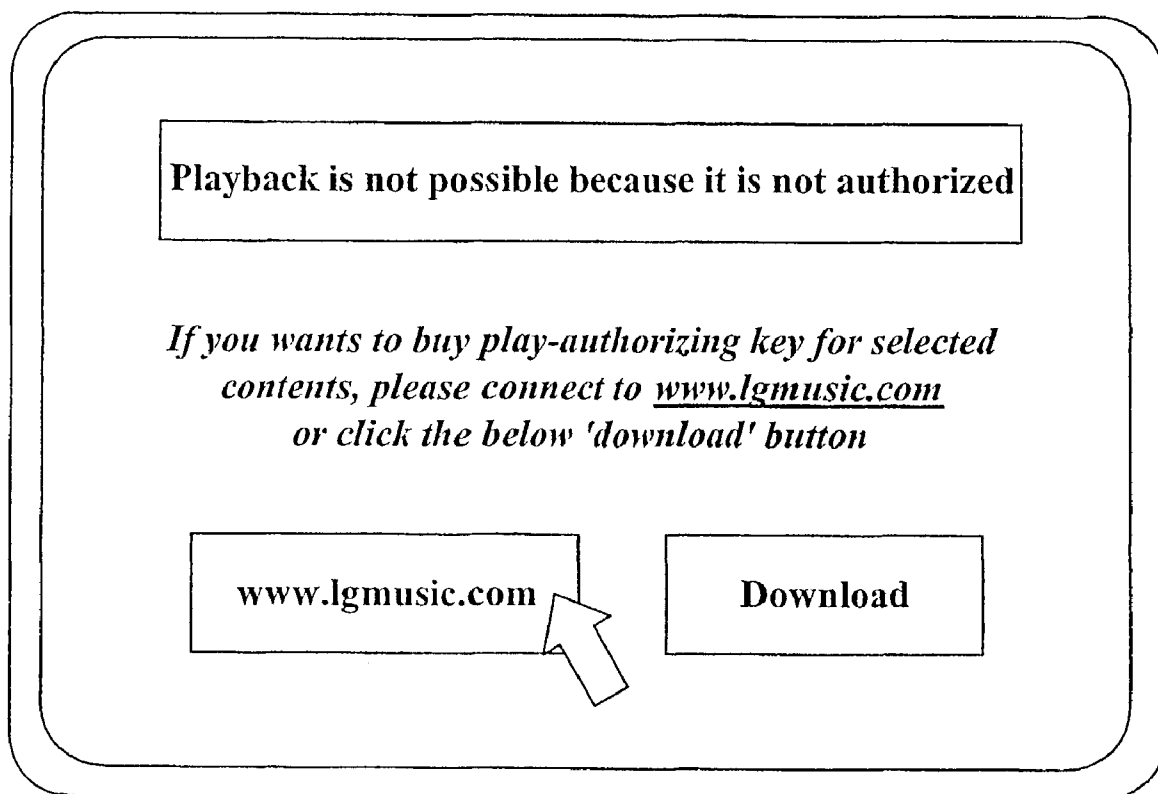 Playback is not possible because it is not authorized
If you wants to buy play-authorizing key for selected
contents, please connect to www.lgmusic.com
or click the below 'download' button
www.lgmusic.com
Download